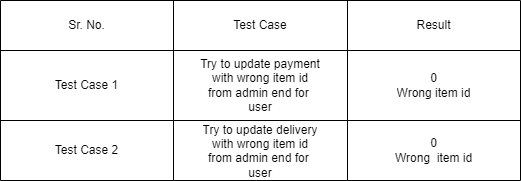 Sr. No.
Test Case
Result
Test Case 1
Try to update payment
with wrong item id
from admin end for
user
0
Wrong item id
Test Case 2
Try to update delivery
with wrong item id
from admin end for
user
0
Wrong  item id